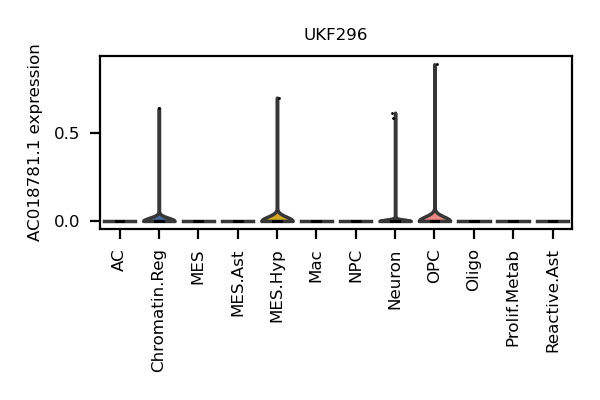 UKF296
AC018781.1 expression
0.5
0.0
AC
Chromatin.Reg
MES
MES.Ast
MES.Hyp
Mac
NPC
Neuron
OPC
Oligo
Prolif.Metab
Reactive.Ast